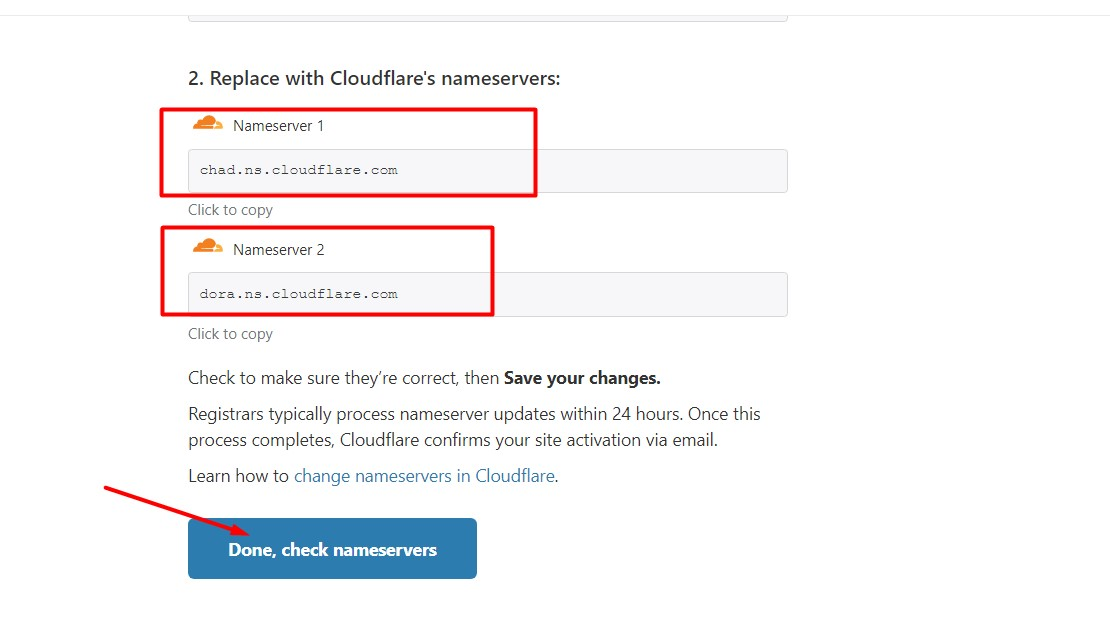 2. Replace with Cloudflare's nameservers:
Nameserver 1
chad.ns.cloudflare.com
Click to copy
Nameserver 2
dora.ns.cloudflare.com
Click to copy
Check to make sure they’re correct, then Save your changes.
Registrars typically process nameserver updates within 24 hours. Once this
process completes, Cloudflare confirms your site activation via email.
Learn how to change nameservers in Cloudflare.
Done, check nameservers